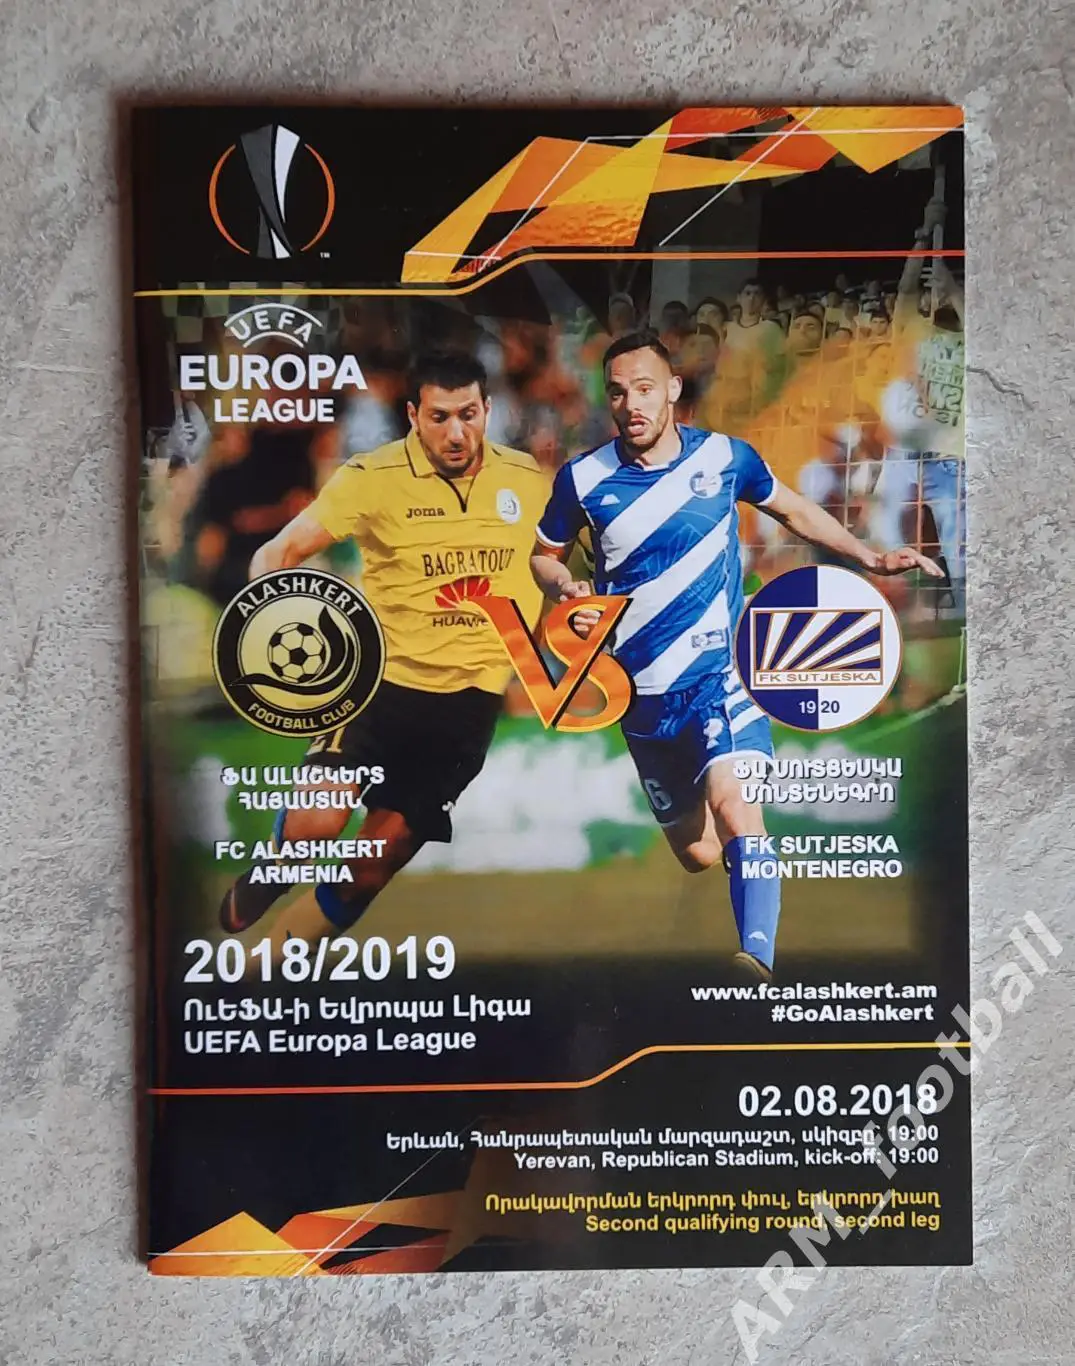 UEFA
EUROPA
LEAGUE
Joma
BAGRATOUR
HUAWEI
ALASHKERT
FOOTBALL CLUB
VS
FK SUTJESKA
1920
21
6
ՖԱ ԱԼԱՇԿԵՐՏ
ՀԱՅԱՍՏԱՆ
ՖԱ ՍՈՒՏՅԵՍԿԱ
ՄՈՆՏԵՆԵԳՐՈ
FC ALASHKERT
ARMENIA
FK SUTJESKA
MONTENEGRO
2018/2019
ՈւԵՖԱ-ի Եվրոպա Լիգա
UEFA Europa League
www.fcalashkert.am
#GoAlashkert
02.08.2018
Երևան, Հանրապետական մարզադաշտ, սկիզբը՝ 19:00
Yerevan, Republican Stadium, kick-off: 19:00
Որակավորման երկրորդ փուլ, երկրորդ խաղ
Second qualifying round, second leg
ARM_football